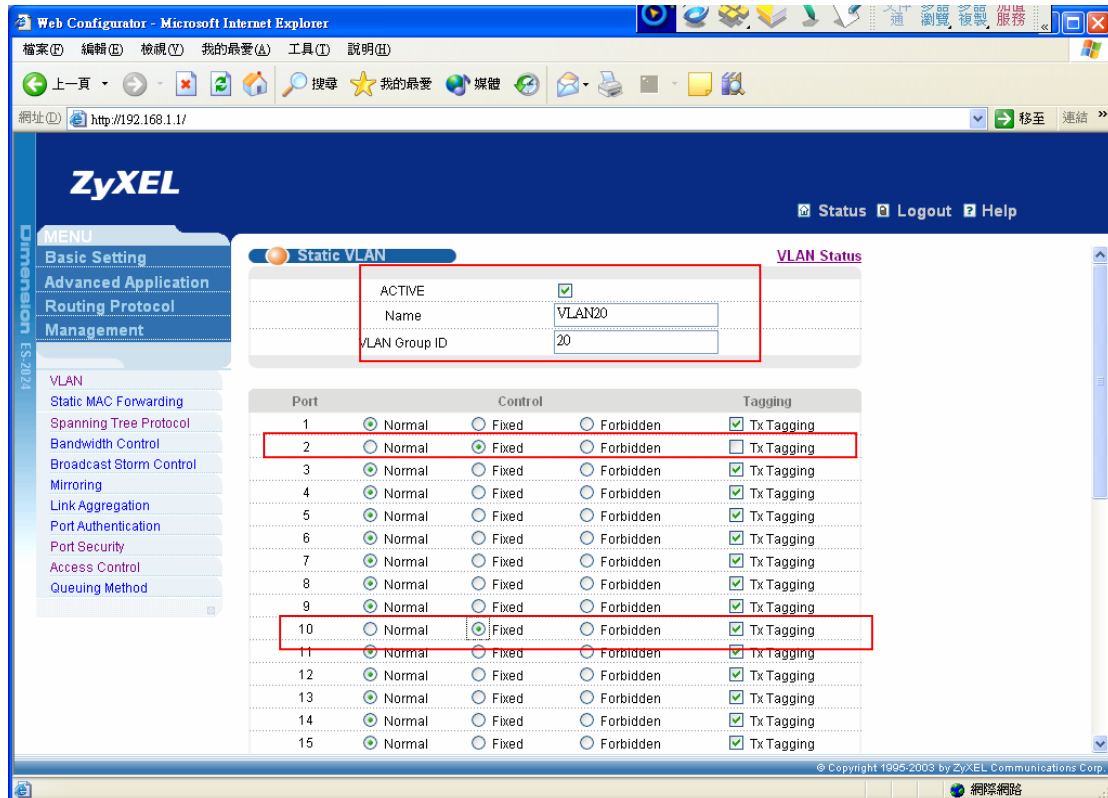 Web Configurator - Microsoft Internet Explorer
瀏覽 複製 服務
檔案(F) 編輯(E) 檢視(V) 我的最愛(A) 工具(T) 說明(H)
上一頁 搜尋 我的最愛 媒體
網址(D) http://192.168.1.1/ 移至 連結 »
ZyXEL
Status Logout Help
Dimension ES-2024
MENU
Basic Setting
Advanced Application
Routing Protocol
Management
VLAN
Static MAC Forwarding
Spanning Tree Protocol
Bandwidth Control
Broadcast Storm Control
Mirroring
Link Aggregation
Port Authentication
Port Security
Access Control
Queuing Method
Static VLAN VLAN Status
ACTIVE
Name VLAN20
VLAN Group ID 20
Port Control Tagging
1 Normal Fixed Forbidden Tx Tagging
2 Normal Fixed Forbidden Tx Tagging
3 Normal Fixed Forbidden Tx Tagging
4 Normal Fixed Forbidden Tx Tagging
5 Normal Fixed Forbidden Tx Tagging
6 Normal Fixed Forbidden Tx Tagging
7 Normal Fixed Forbidden Tx Tagging
8 Normal Fixed Forbidden Tx Tagging
9 Normal Fixed Forbidden Tx Tagging
10 Normal Fixed Forbidden Tx Tagging
11 Normal Fixed Forbidden Tx Tagging
12 Normal Fixed Forbidden Tx Tagging
13 Normal Fixed Forbidden Tx Tagging
14 Normal Fixed Forbidden Tx Tagging
15 Normal Fixed Forbidden Tx Tagging
© Copyright 1995-2003 by ZyXEL Communications Corp.
網際網路